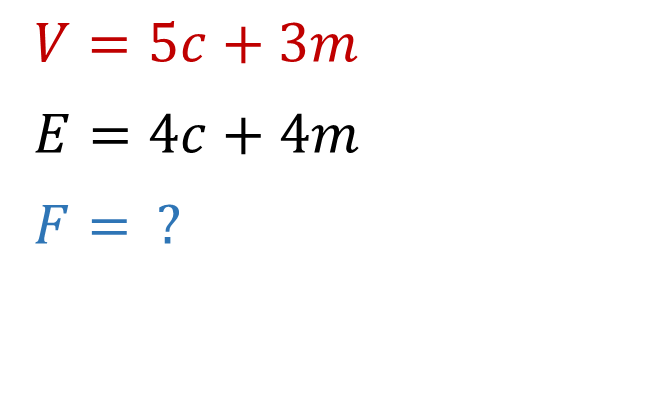 V = 5c + 3m
E = 4c + 4m
F = ?